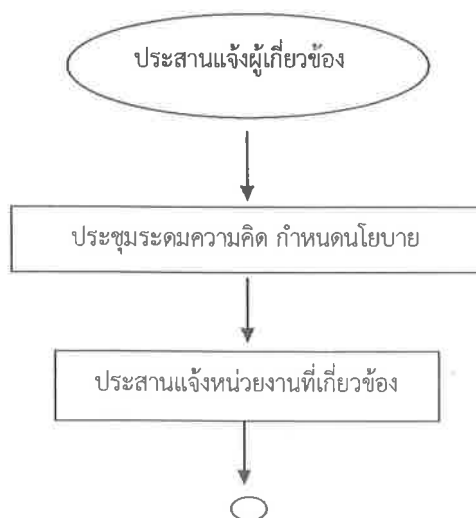 ประสานแจ้งผู้เกี่ยวข้อง
ประชุมระดมความคิด กำหนดนโยบาย
ประสานแจ้งหน่วยงานที่เกี่ยวข้อง